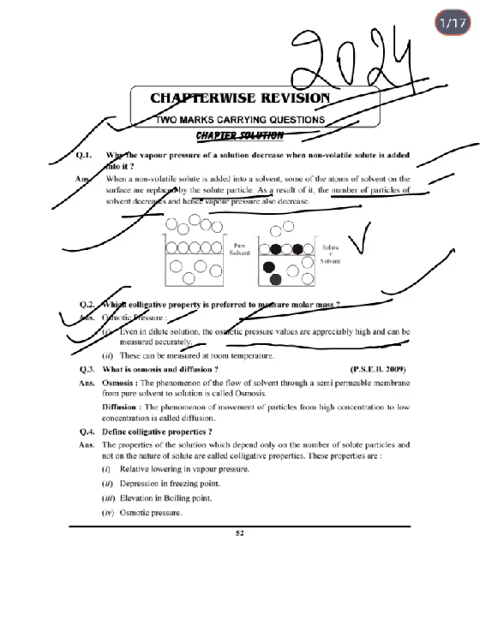 1/17
2024
CHAPTERWISE REVISION
TWO MARKS CARRYING QUESTIONS
CHAPTER SOLUTION
Q.1. Why the vapour pressure of a solution decrease when non-volatile solute is added
into it ?
Ans. When a non-volatile solute is added into a solvent, some of the atoms of solvent on the
surface are replaced by the solute particle. As a result of it, the number of particles of
solvent decreases and hence vapour pressure also decrease.
Pure
Solvent
Solute
+
Solvent
Q.2. Which colligative property is preferred to measure molar mass ?
Ans. Osmotic Pressure :
(i) Even in dilute solution, the osmotic pressure values are appreciably high and can be
measured accurately.
(ii) These can be measured at room temperature.
Q.3. What is osmosis and diffusion ? (P.S.E.B. 2009)
Ans. Osmosis : The phenomenon of the flow of solvent through a semi permeable membrane
from pure solvent to solution is called Osmosis.
Diffusion : The phenomenon of movement of particles from high concentration to low
concentration is called diffusion.
Q.4. Define colligative properties ?
Ans. The properties of the solution which depend only on the number of solute particles and
not on the nature of solute are called colligative properties. These properties are :
(i) Relative lowering in vapour pressure.
(ii) Depression in freezing point.
(iii) Elevation in Boiling point.
(iv) Osmotic pressure.
52